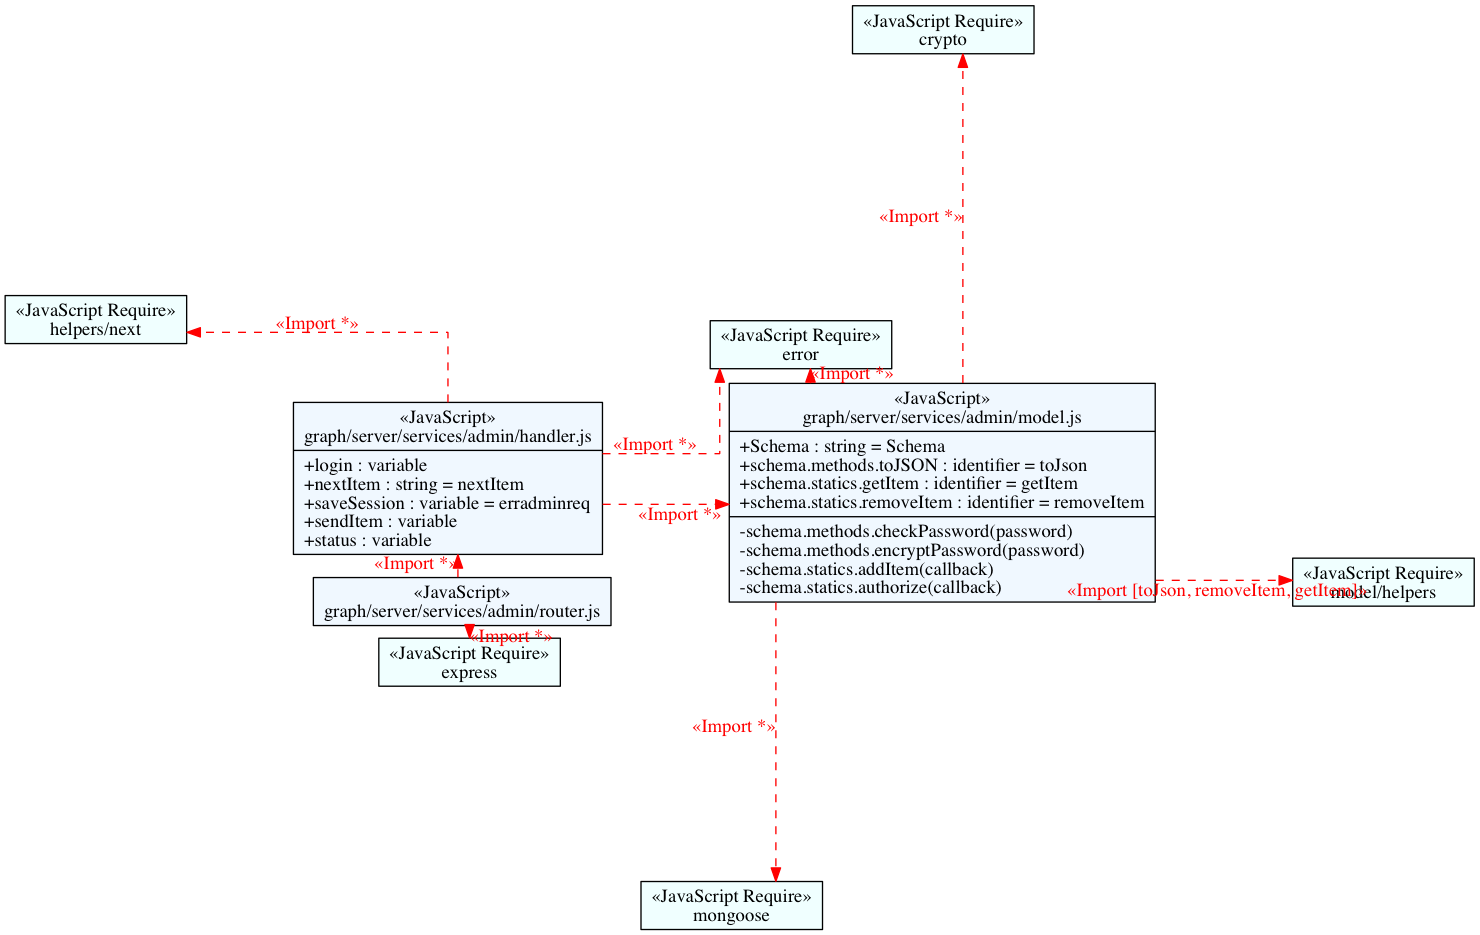 «JavaScript Require»
crypto
«Import *»
«JavaScript Require»
helpers/next
«Import *»
«JavaScript Require»
error
«Import *»
«JavaScript»
graph/server/services/admin/handler.js
+login : variable
+nextItem : string = nextItem
+saveSession : variable = erradminreq
+sendItem : variable
+status : variable
«Import *»
«Import *»
«JavaScript»
graph/server/services/admin/model.js
+Schema : string = Schema
+schema.methods.toJSON : identifier = toJson
+schema.statics.getItem : identifier = getItem
+schema.statics.removeItem : identifier = removeItem
-schema.methods.checkPassword(password)
-schema.methods.encryptPassword(password)
-schema.statics.addItem(callback)
-schema.statics.authorize(callback)
«Import *»
«JavaScript»
graph/server/services/admin/router.js
«Import *»
«JavaScript Require»
express
«Import [toJson, removeItem, getItem]»
«JavaScript Require»
model/helpers
«Import *»
«JavaScript Require»
mongoose